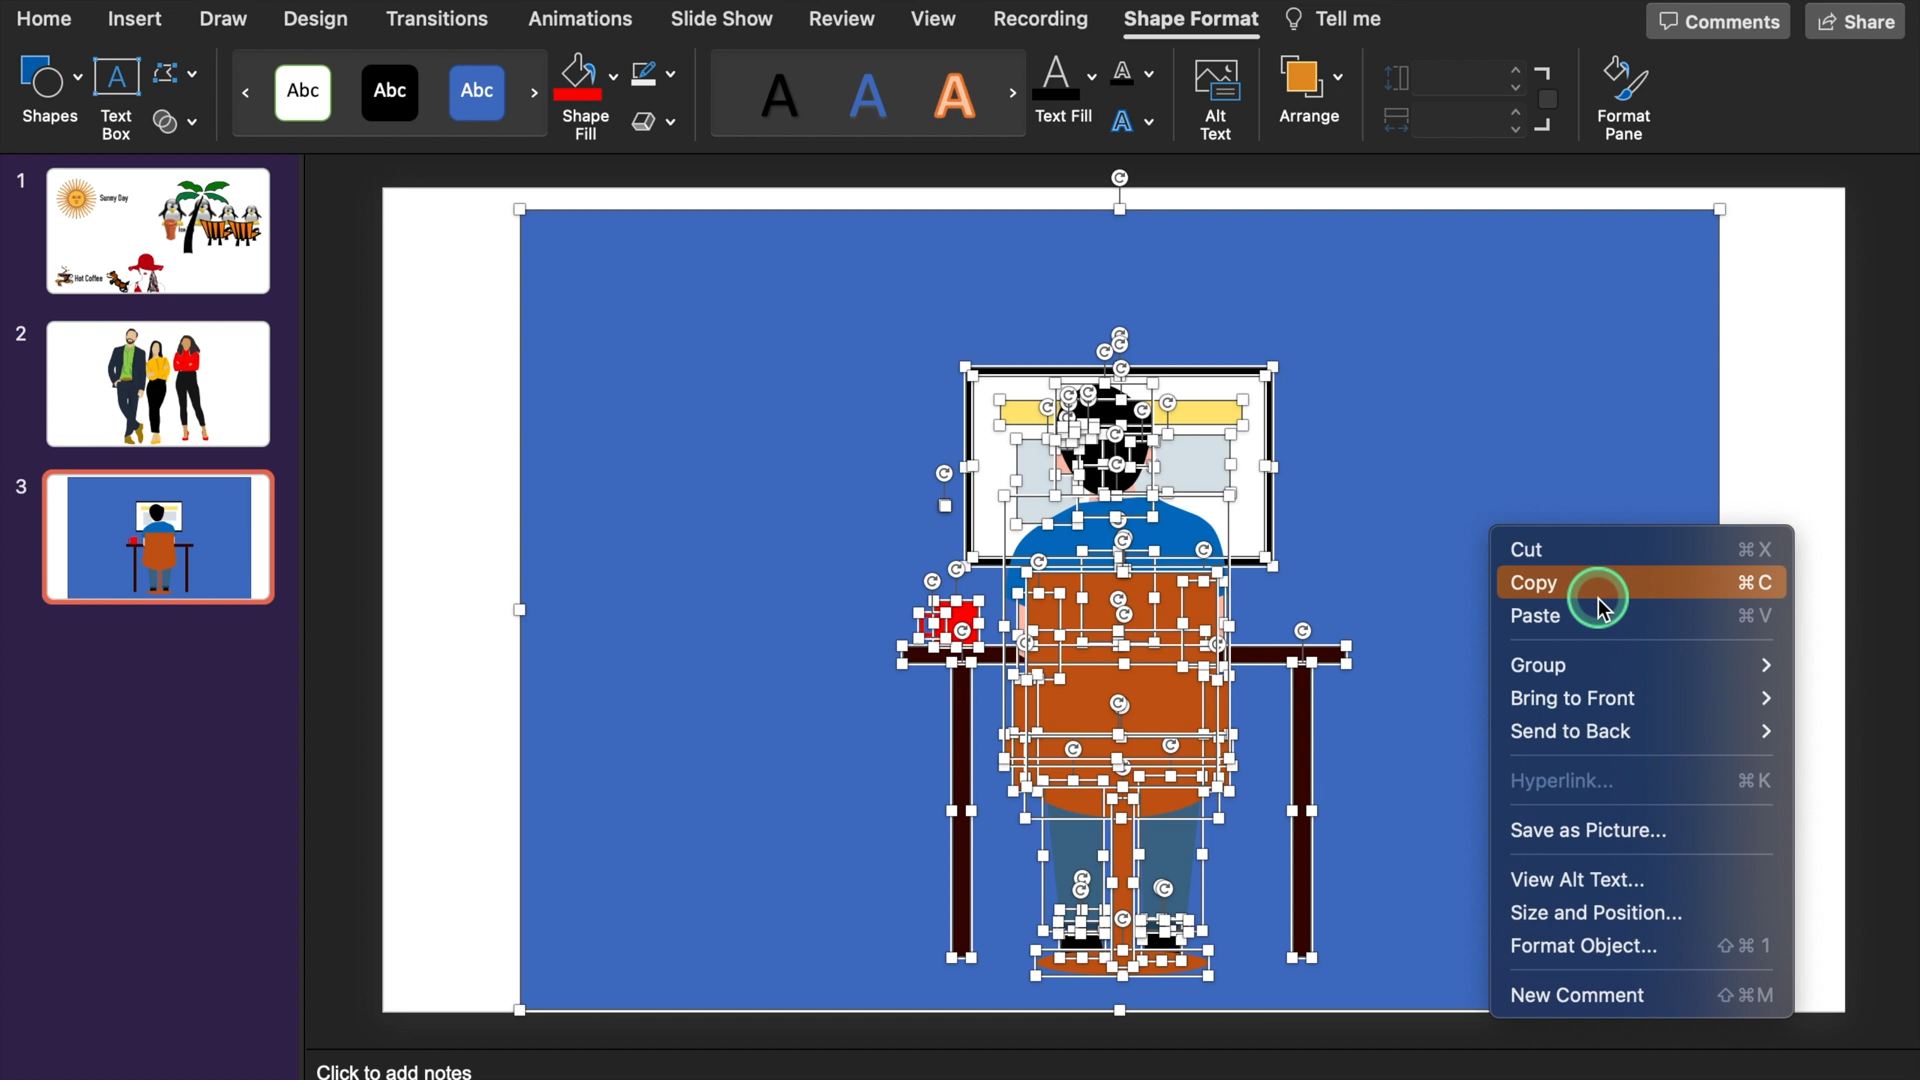 Home Insert Draw Design Transitions Animations Slide Show Review View Recording Shape Format Tell me Comments Share
Shapes
Text
Box
Abc Abc Abc
Shape
Fill
A A A
Text Fill
Alt
Text
Arrange
Format
Pane
1
Sunny Day
Hot Coffee
2
3
Cut ⌘ X
Copy ⌘ C
Paste ⌘ V
Group
Bring to Front
Send to Back
Hyperlink... ⌘ K
Save as Picture...
View Alt Text...
Size and Position...
Format Object... ⇧ ⌘ 1
New Comment ⇧ ⌘ M
Click to add notes